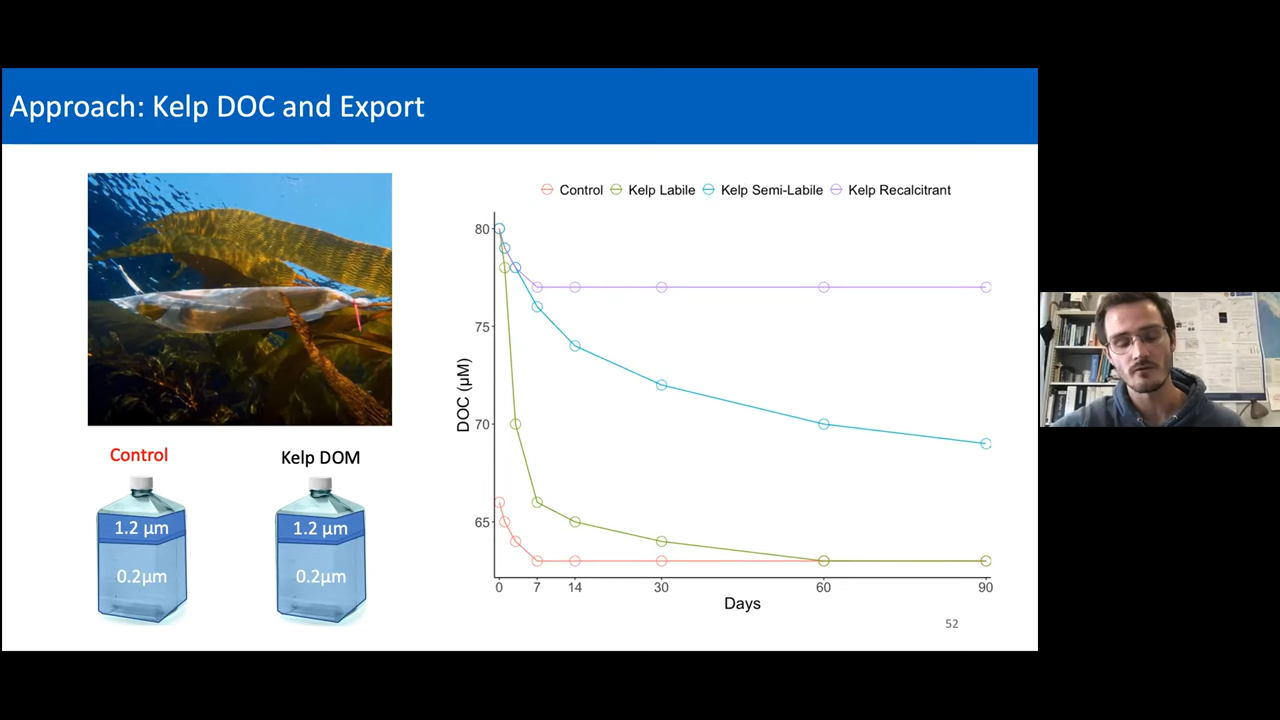 Approach: Kelp DOC and Export
Control
Kelp DOM
1.2 µm
1.2 µm
0.2µm
0.2µm
Control Kelp Labile Kelp Semi-Labile Kelp Recalcitrant
80
75
70
65
DOC (µM)
0 7 14 30 60 90
Days
52